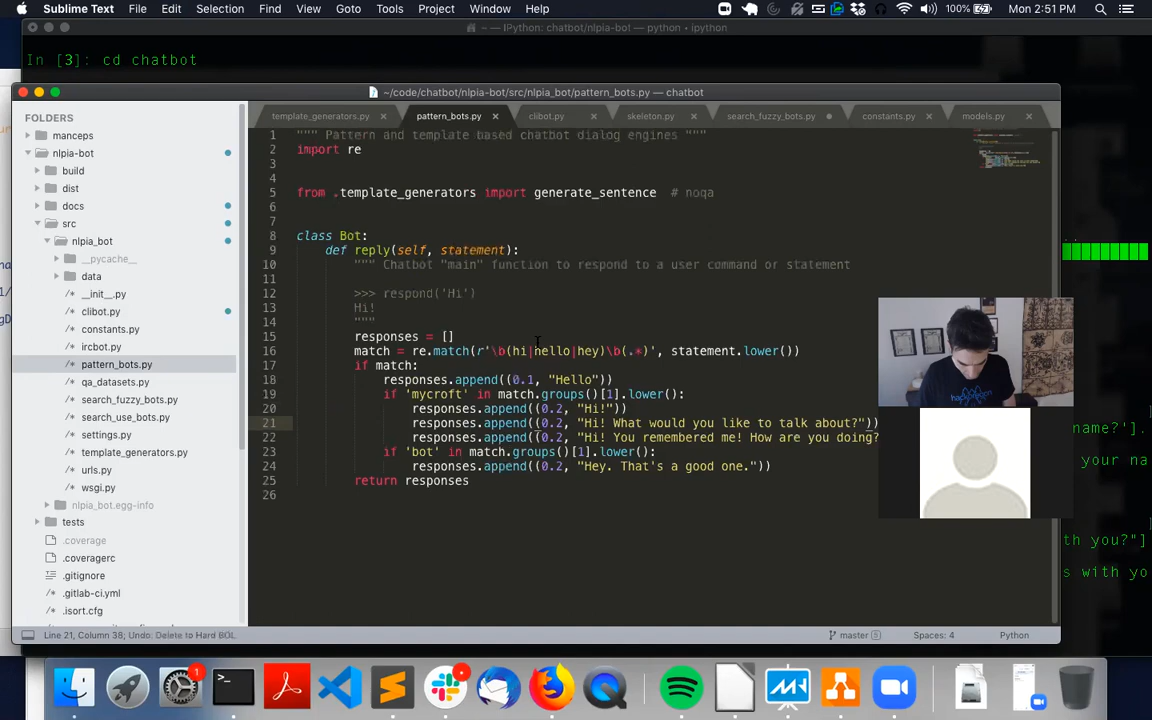 Sublime Text File Edit Selection Find View Goto Tools Project Window Help 100% Mon 2:51 PM
~ — IPython: chatbot/nlpia-bot — python ‹ ipython
In [3]: cd chatbot
~/code/chatbot/nlpia-bot/src/nlpia_bot/pattern_bots.py — chatbot
FOLDERS
manceps
nlpia-bot
build
dist
docs
src
nlpia_bot
__pycache__
data
__init__.py
clibot.py
constants.py
ircbot.py
pattern_bots.py
qa_datasets.py
search_fuzzy_bots.py
search_use_bots.py
settings.py
template_generators.py
urls.py
wsgi.py
nlpia_bot.egg-info
tests
.coverage
.coveragerc
.gitignore
.gitlab-ci.yml
.isort.cfg
template_generators.py pattern_bots.py clibot.py skeleton.py search_fuzzy_bots.py constants.py models.py
1 """ Pattern and template based chatbot dialog engines """
2 import re
3
4
5 from .template_generators import generate_sentence  # noqa
6
7
8 class Bot:
9     def reply(self, statement):
10         """ Chatbot "main" function to respond to a user command or statement
11
12         >>> respond('Hi')
13         Hi!
14         """
15         responses = []
16         match = re.match(r'\b(hi|hello|hey)\b(.*)', statement.lower())
17         if match:
18             responses.append((0.1, "Hello"))
19             if 'mycroft' in match.groups()[1].lower():
20                 responses.append((0.2, "Hi!"))
21                 responses.append((0.2, "Hi! What would you like to talk about?"))
22                 responses.append((0.2, "Hi! You remembered me! How are you doing?
23             if 'bot' in match.groups()[1].lower():
24                 responses.append((0.2, "Hey. That's a good one."))
25         return responses
26
name?'].
your na
th you?"]
s with yo
Line 21, Column 38; Undo: Delete to Hard BOL
master 5 Spaces: 4 Python
1